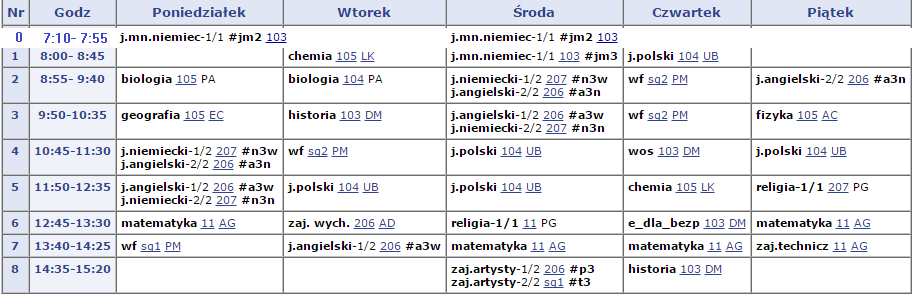 Nr Godz Poniedziałek Wtorek Środa Czwartek Piątek
0 7:10- 7:55 j.mn.niemiec-1/1 #jm2 103 j.mn.niemiec-1/1 #jm2 103
1 8:00- 8:45 chemia 105 LK j.mn.niemiec-1/1 103 #jm3 j.polski 104 UB
2 8:55- 9:40 biologia 105 PA biologia 104 PA j.niemiecki-1/2 207 #n3w wf sg2 PM j.angielski-2/2 206 #a3n
j.angielski-2/2 206 #a3n
3 9:50-10:35 geografia 105 EC historia 103 DM j.angielski-1/2 206 #a3w wf sg2 PM fizyka 105 AC
j.niemiecki-2/2 207 #n3n
4 10:45-11:30 j.niemiecki-1/2 207 #n3w wf sg2 PM j.polski 104 UB wos 103 DM j.polski 104 UB
j.angielski-2/2 206 #a3n
5 11:50-12:35 j.angielski-1/2 206 #a3w j.polski 104 UB j.polski 104 UB chemia 105 LK religia-1/1 207 PG
j.niemiecki-2/2 207 #n3n
6 12:45-13:30 matematyka 11 AG zaj. wych. 206 AD religia-1/1 11 PG e_dla_bezp 103 DM matematyka 11 AG
7 13:40-14:25 wf sg1 PM j.angielski-1/2 206 #a3w matematyka 11 AG matematyka 11 AG zaj.technicz 11 AG
8 14:35-15:20 zaj.artysty-1/2 206 #p3 historia 103 DM
zaj.artysty-2/2 sg1 #t3